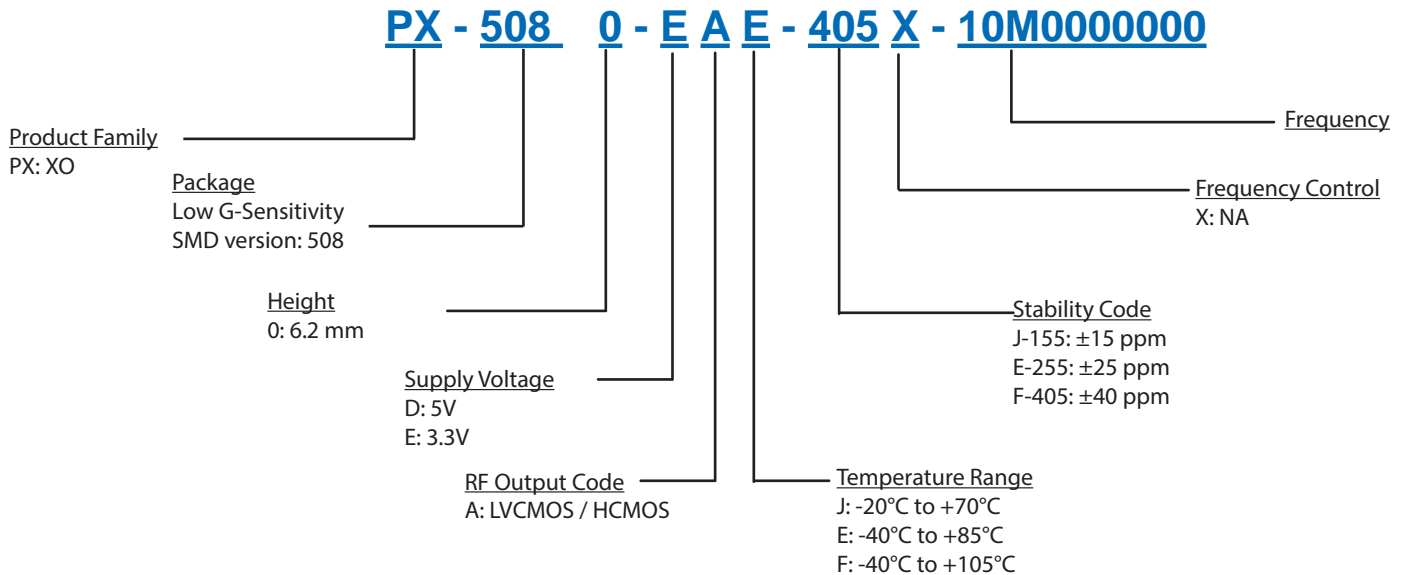 PX - 508 0 - E A E - 405 X - 10M0000000
Product Family
PX: XO
Package
Low G-Sensitivity
SMD version: 508
Height
0: 6.2 mm
Supply Voltage
D: 5V
E: 3.3V
RF Output Code
A: LVCMOS / HCMOS
Temperature Range
J: -20°C to +70°C
E: -40°C to +85°C
F: -40°C to +105°C
Stability Code
J-155: ±15 ppm
E-255: ±25 ppm
F-405: ±40 ppm
Frequency Control
X: NA
Frequency